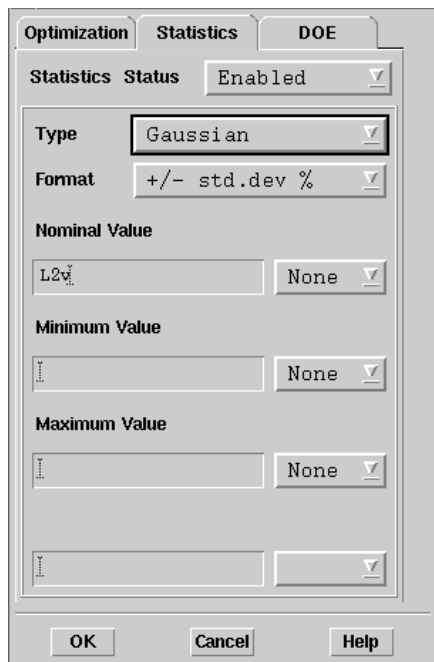 Optimization Statistics DOE
Statistics Status Enabled
Type Gaussian
Format +/- std.dev %
Nominal Value
L2v None
Minimum Value
None
Maximum Value
None
OK Cancel Help